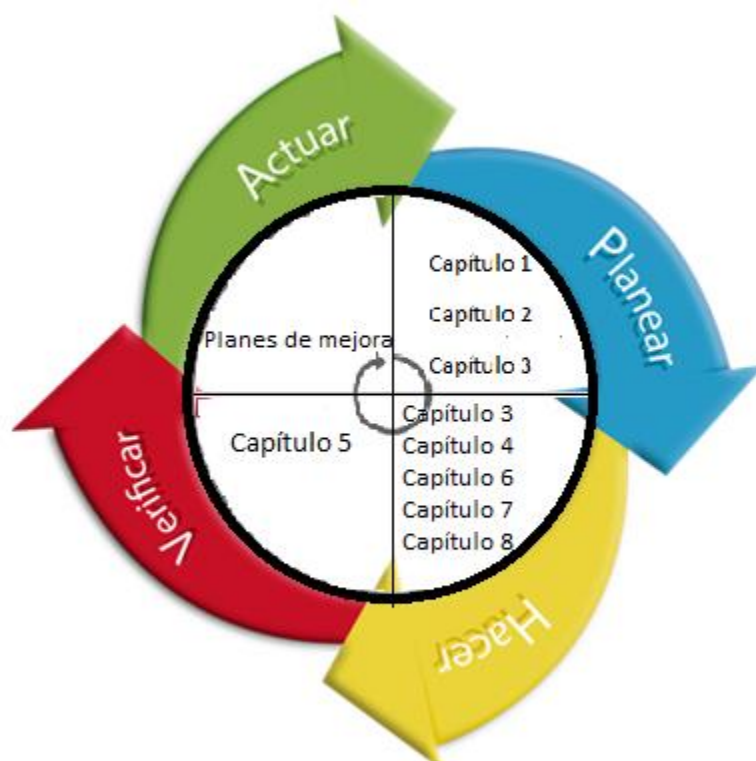 Actuar
Planear
Capítulo 1
Capítulo 2
Capítulo 3
Planes de mejora
Capítulo 3
Capítulo 4
Capítulo 6
Capítulo 7
Capítulo 8
Capítulo 5
Verificar
Hacer